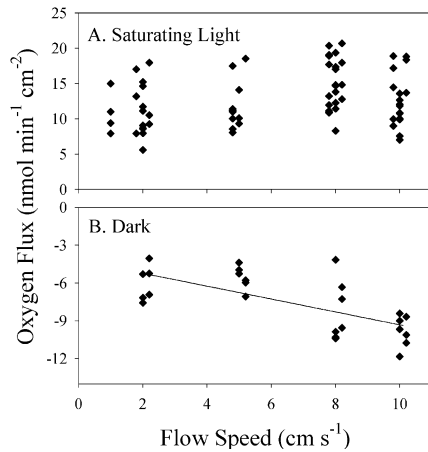 A. Saturating Light
25
20
15
10
5
0
B. Dark
0
-3
-6
-9
-12
0 2 4 6 8 10
Oxygen Flux (nmol min⁻¹ cm⁻²)
Flow Speed (cm s⁻¹)